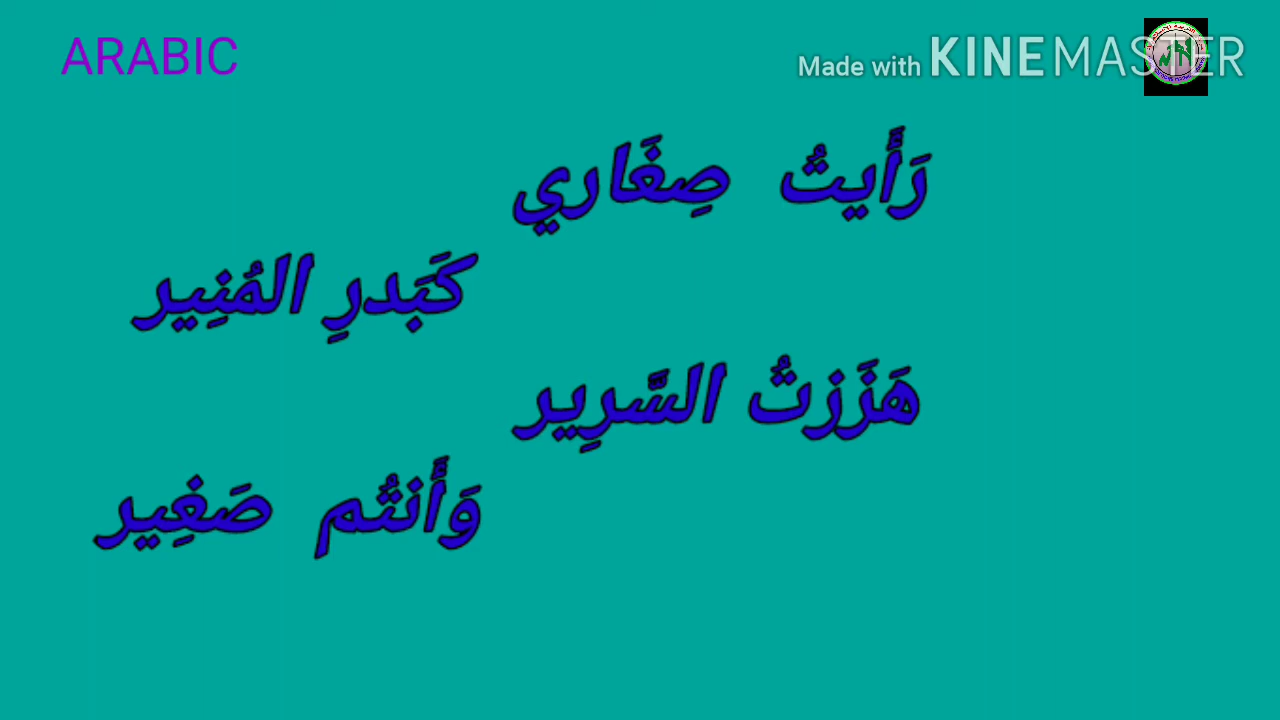 ARABIC
Made with KINEMASTER
رَأَيتُ صِغَاري
كَبَدرِ المُنِير
هَزَزتُ السَّرِير
وَأَنتُم صَغِير